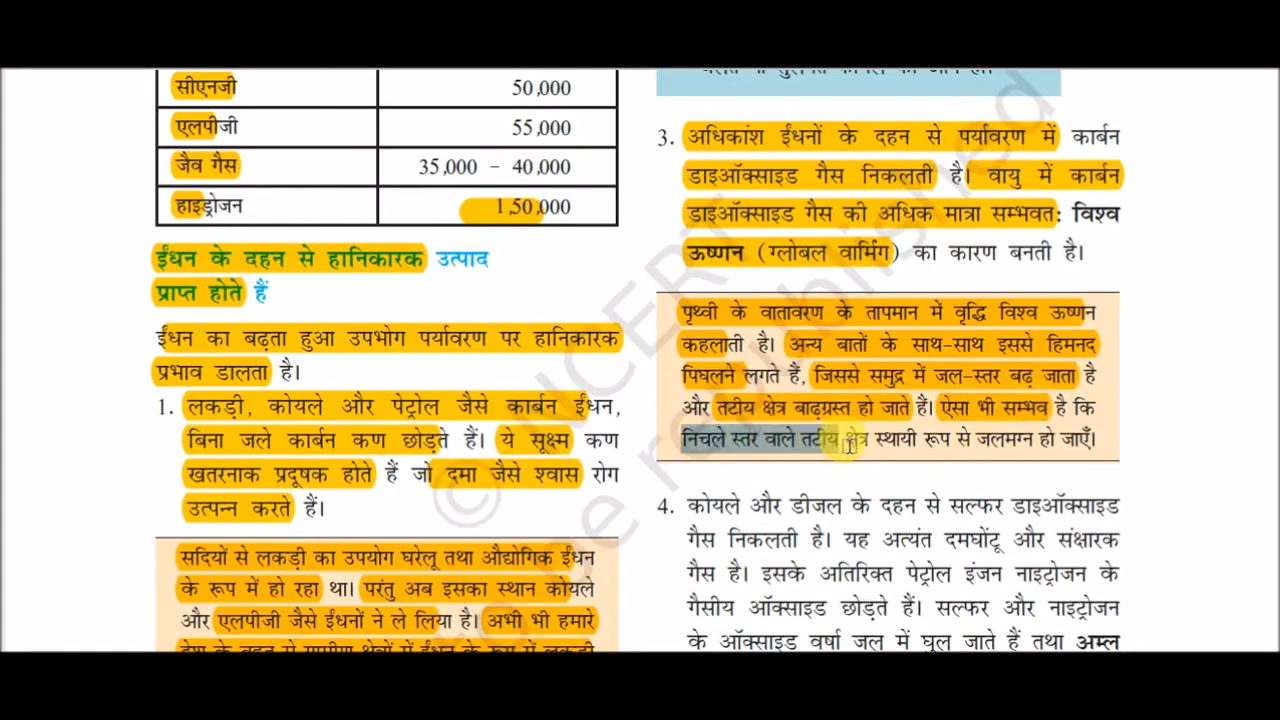 सीएनजी 50,000
एलपीजी 55,000
जैव गैस 35,000 – 40,000
हाइड्रोजन 1,50,000
ईंधन के दहन से हानिकारक उत्पाद
प्राप्त होते हैं
ईंधन का बढ़ता हुआ उपभोग पर्यावरण पर हानिकारक
प्रभाव डालता है।
1. लकड़ी, कोयले और पेट्रोल जैसे कार्बन ईंधन,
बिना जले कार्बन कण छोड़ते हैं। ये सूक्ष्म कण
खतरनाक प्रदूषक होते हैं जो दमा जैसे श्वास रोग
उत्पन्न करते हैं।
सदियों से लकड़ी का उपयोग घरेलू तथा औद्योगिक ईंधन
के रूप में हो रहा था। परंतु अब इसका स्थान कोयले
और एलपीजी जैसे ईंधनों ने ले लिया है। अभी भी हमारे
देश के बहुत से ग्रामीण क्षेत्रों में ईंधन के रूप में लकड़ी
3. अधिकांश ईंधनों के दहन से पर्यावरण में कार्बन
डाइऑक्साइड गैस निकलती है। वायु में कार्बन
डाइऑक्साइड गैस की अधिक मात्रा सम्भवत: विश्व
ऊष्णन (ग्लोबल वार्मिंग) का कारण बनती है।
पृथ्वी के वातावरण के तापमान में वृद्धि विश्व ऊष्णन
कहलाती है। अन्य बातों के साथ-साथ इससे हिमनद
पिघलने लगते हैं, जिससे समुद्र में जल-स्तर बढ़ जाता है
और तटीय क्षेत्र बाढ़ग्रस्त हो जाते हैं। ऐसा भी सम्भव है कि
निचले स्तर वाले तटीय क्षेत्र स्थायी रूप से जलमग्न हो जाएँ।
4. कोयले और डीजल के दहन से सल्फर डाइऑक्साइड
गैस निकलती है। यह अत्यंत दमघोंटू और संक्षारक
गैस है। इसके अतिरिक्त पेट्रोल इंजन नाइट्रोजन के
गैसीय ऑक्साइड छोड़ते हैं। सल्फर और नाइट्रोजन
के ऑक्साइड वर्षा जल में घुल जाते हैं तथा अम्ल
© NCERT
to be republished